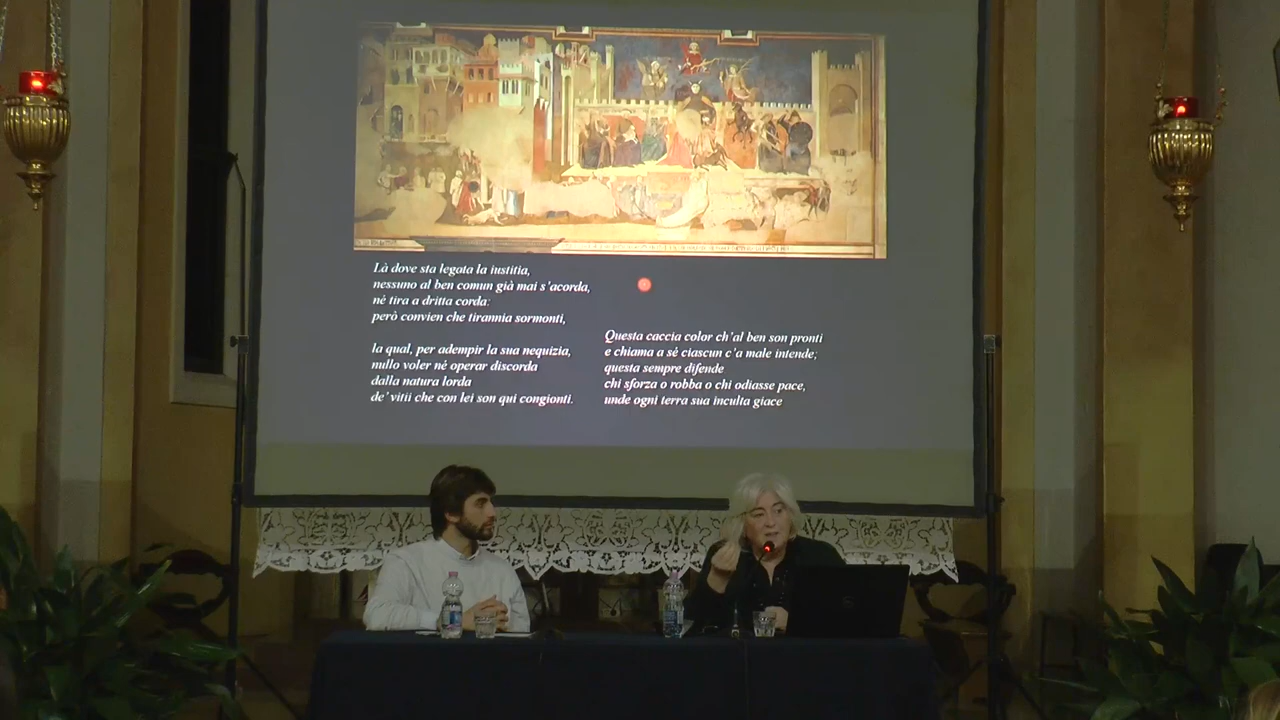 Là dove sta legata la iustitia,
nessuno al ben comun già mai s'acorda,
né tira a dritta corda:
però convien che tirannia sormonti,
la qual, per adempir la sua nequizia,
nullo voler né operar discorda
dalla natura lorda
de' vitii che con lei son qui congionti.
Questa caccia color ch'al ben son pronti
e chiama a sé ciascun c'a male intende;
questa sempre difende
chi sforza o robba o chi odiasse pace,
unde ogni terra sua inculta giace